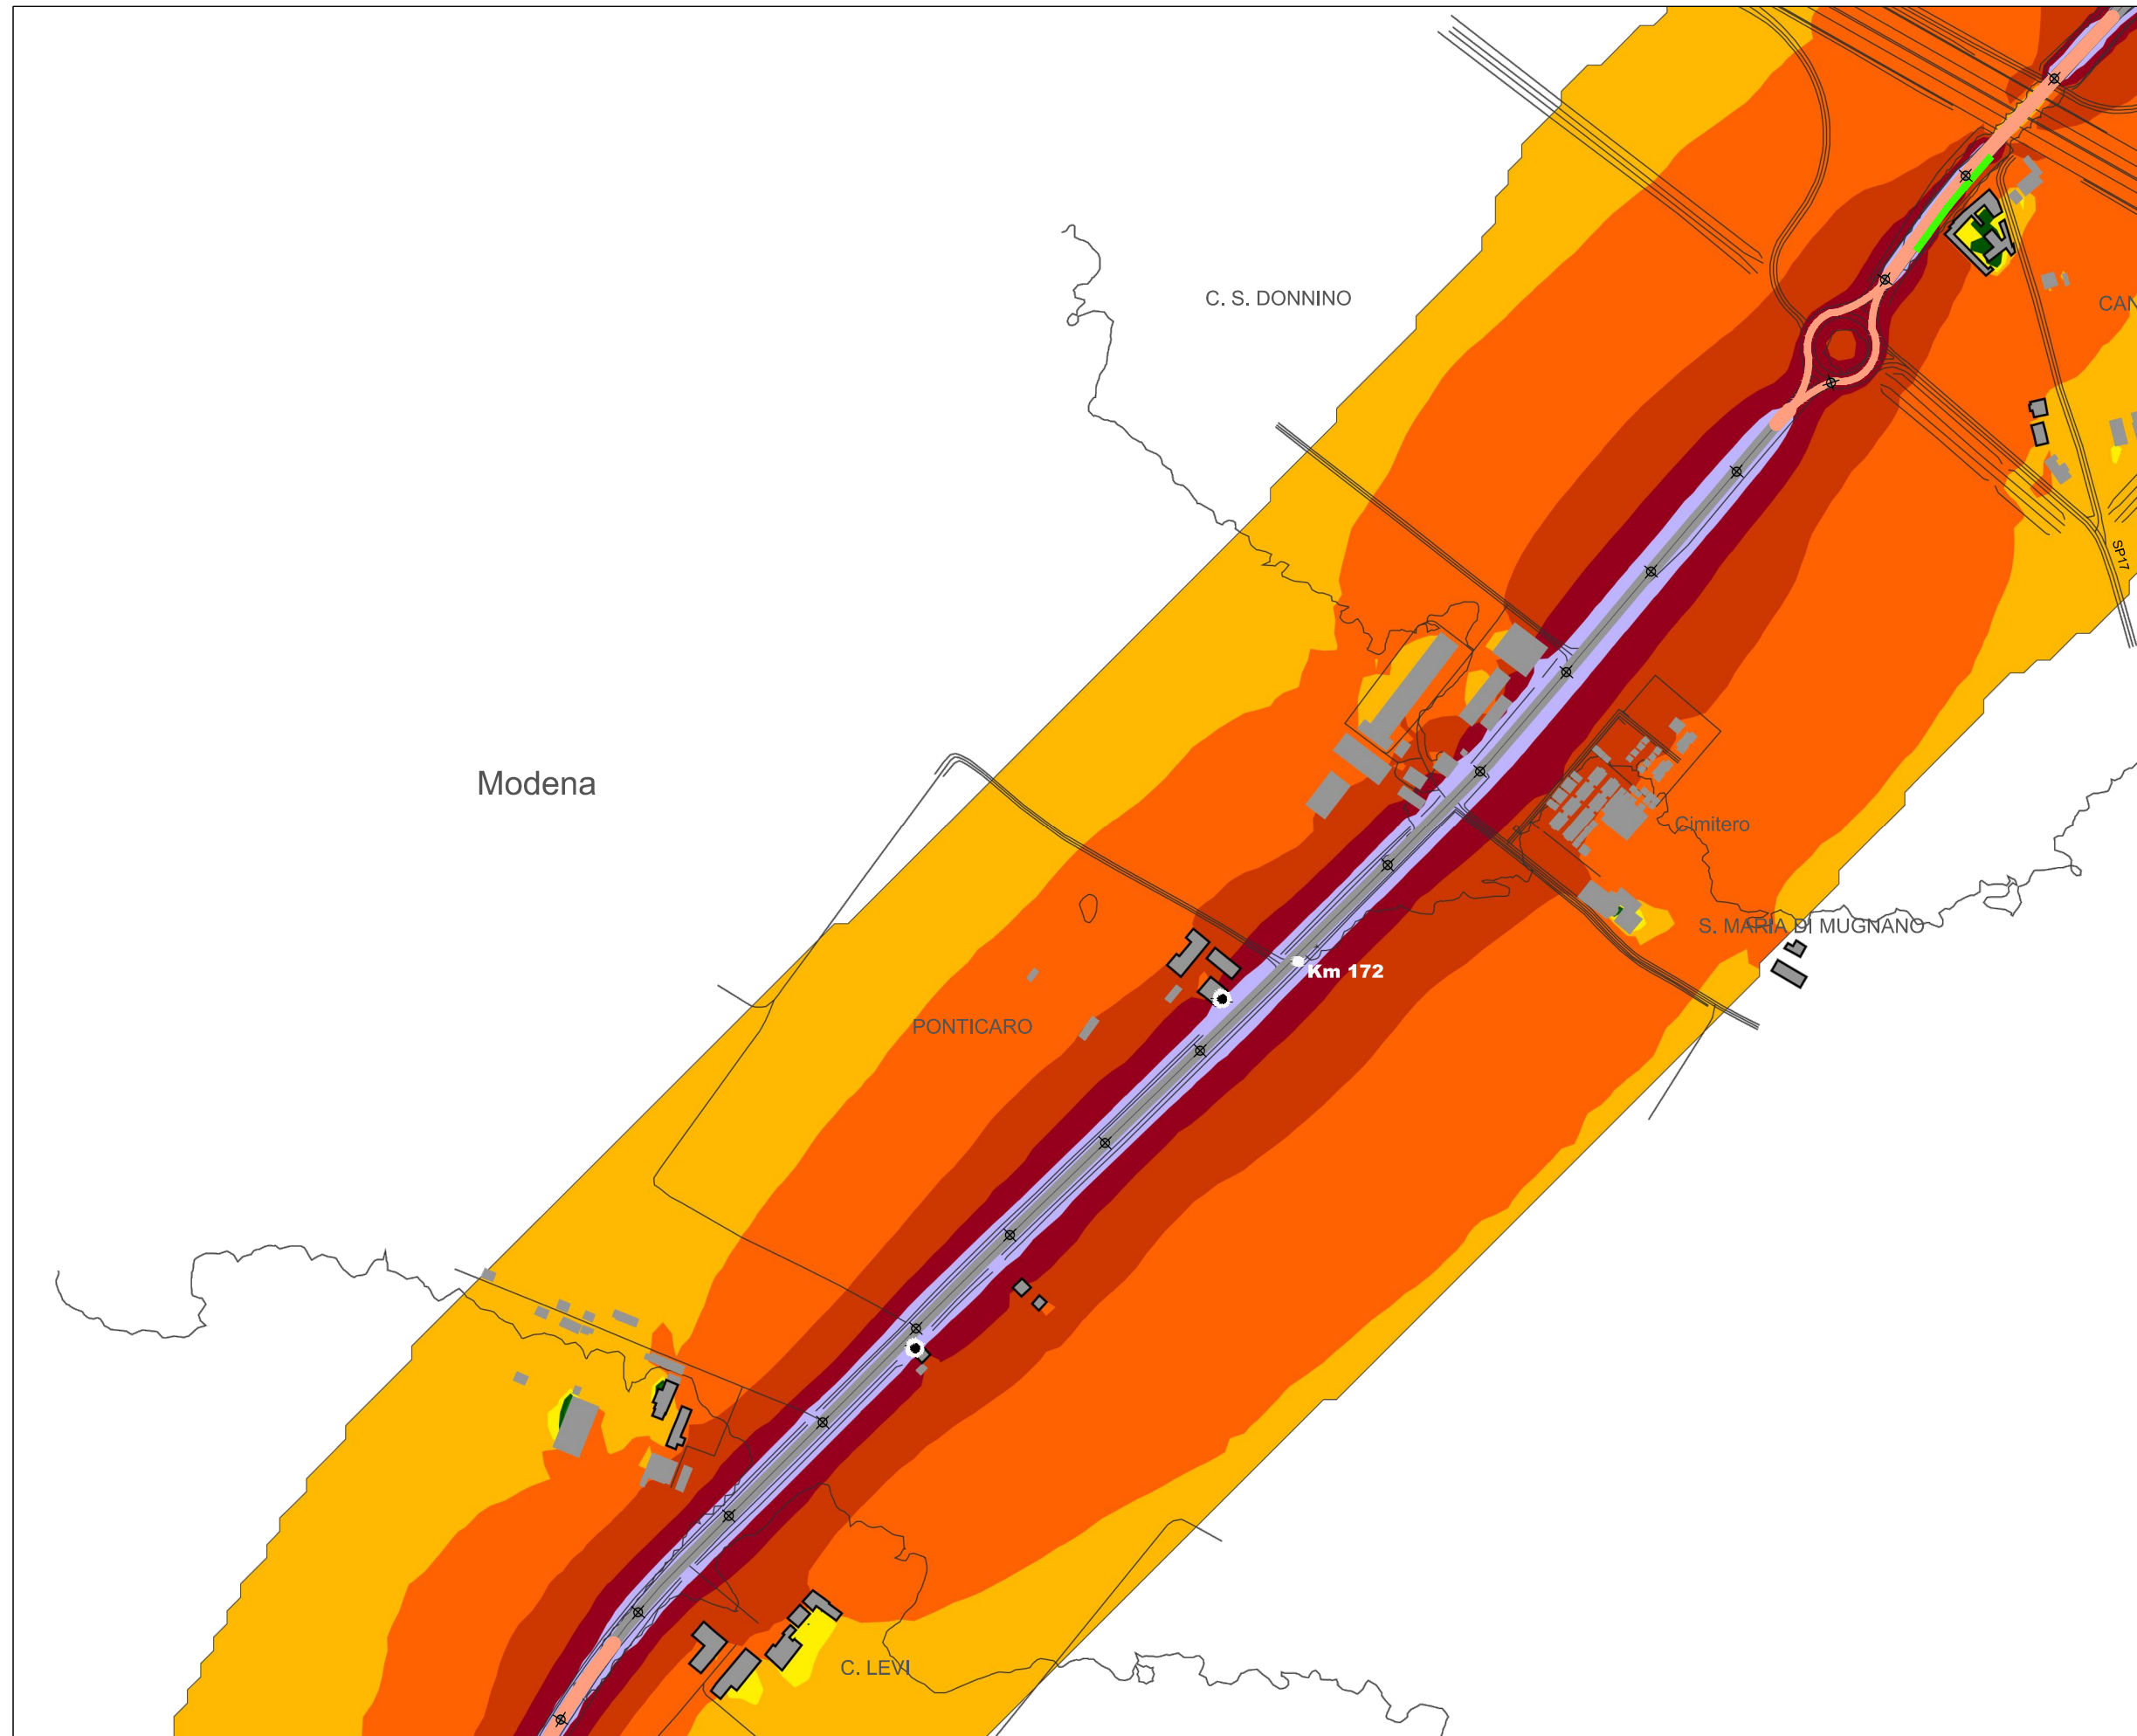 C. S. DONNINO
CAN
SP17
Modena
Cimitero
S. MARIA DI MUGNANO
Km 172
PONTICARO
C. LEVI